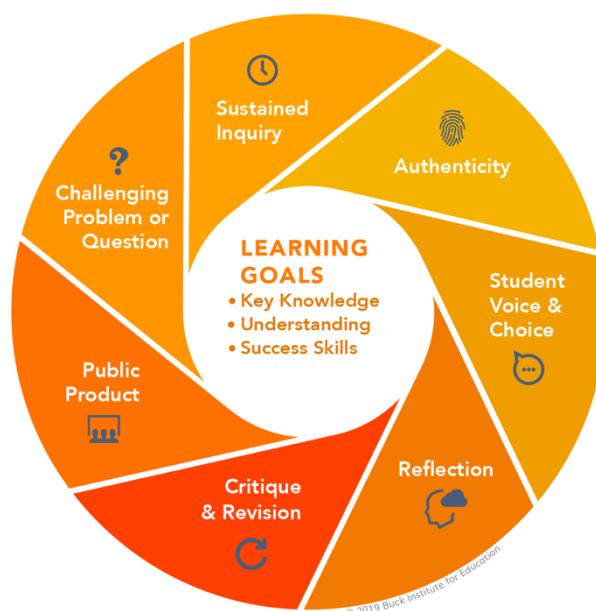 Sustained
Inquiry
Authenticity
Student
Voice &
Choice
Reflection
Critique
& Revision
Public
Product
?
Challenging
Problem or
Question
LEARNING
GOALS
• Key Knowledge
• Understanding
• Success Skills
© 2019 Buck Institute for Education